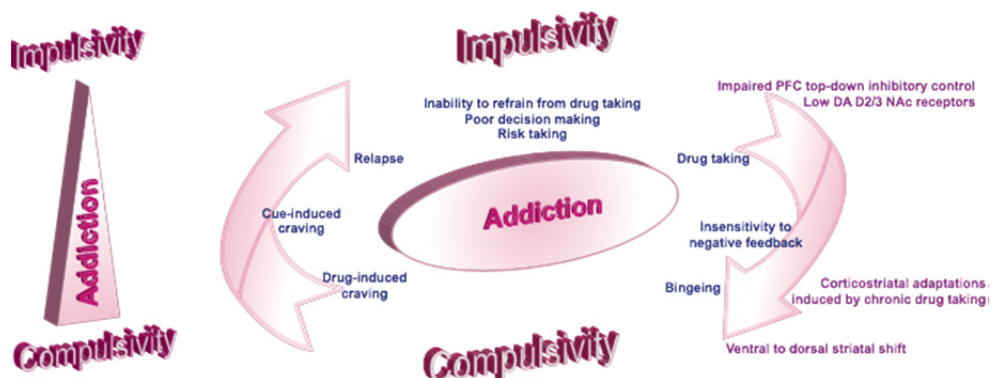 Impulsivity
Addiction
Compulsivity
Impulsivity
Inability to refrain from drug taking
Poor decision making
Risk taking
Relapse
Cue-induced
craving
Drug-induced
craving
Addiction
Impaired PFC top-down inhibitory control
Low DA D2/3 NAc receptors
Drug taking
Insensitivity to
negative feedback
Bingeing
Corticostriatal adaptations
induced by chronic drug taking
Ventral to dorsal striatal shift
Compulsivity